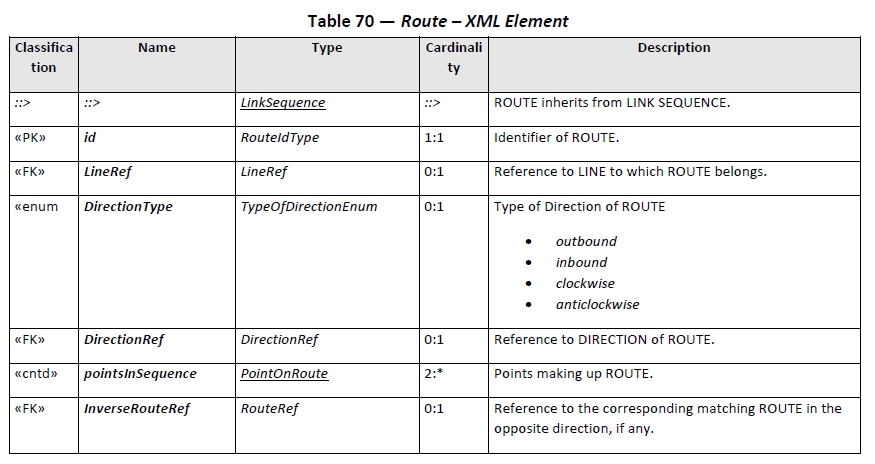 Table 70 — Route – XML Element
Classifica
tion
Name
Type
Cardinali
ty
Description
::> ::> LinkSequence ::> ROUTE inherits from LINK SEQUENCE.
«PK» id RouteIdType 1:1 Identifier of ROUTE.
«FK» LineRef LineRef 0:1 Reference to LINE to which ROUTE belongs.
«enum DirectionType TypeOfDirectionEnum 0:1 Type of Direction of ROUTE
• outbound
• inbound
• clockwise
• anticlockwise
«FK» DirectionRef DirectionRef 0:1 Reference to DIRECTION of ROUTE.
«cntd» pointsInSequence PointOnRoute 2:* Points making up ROUTE.
«FK» InverseRouteRef RouteRef 0:1 Reference to the corresponding matching ROUTE in the
opposite direction, if any.